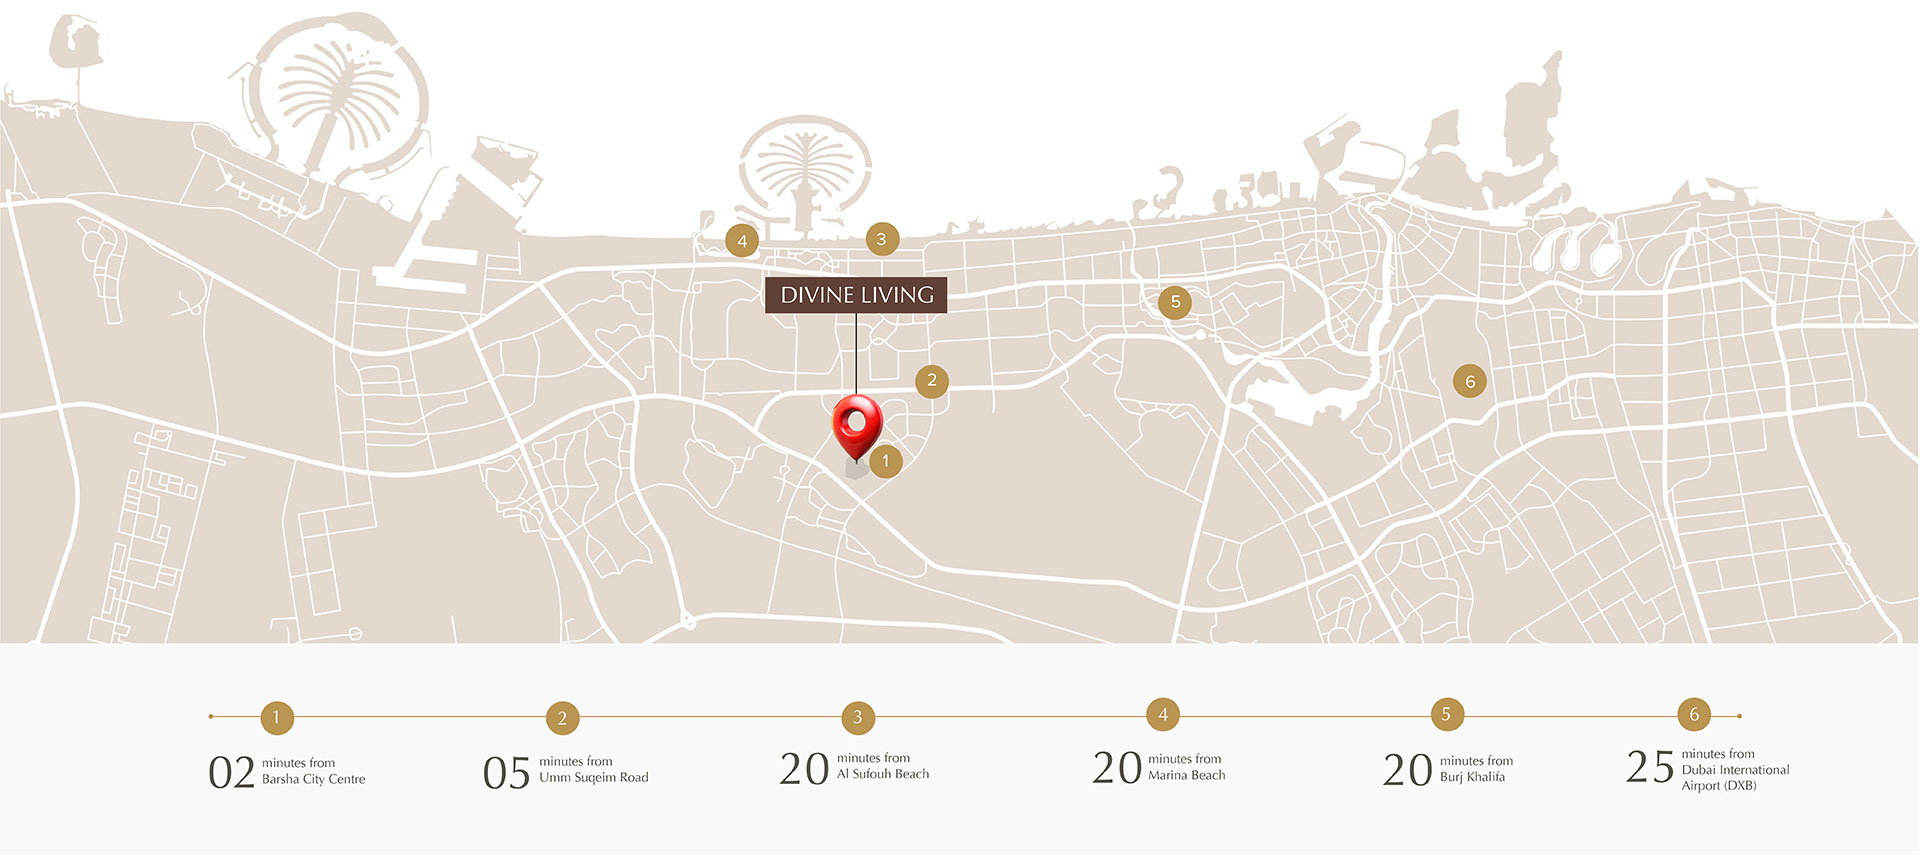 4
3
DIVINE LIVING
5
2
6
1
1
2
3
4
5
6
02 minutes from
Barsha City Centre
05 minutes from
Umm Suqeim Road
20 minutes from
Al Sufouh Beach
20 minutes from
Marina Beach
20 minutes from
Burj Khalifa
25 minutes from
Dubai International
Airport (DXB)